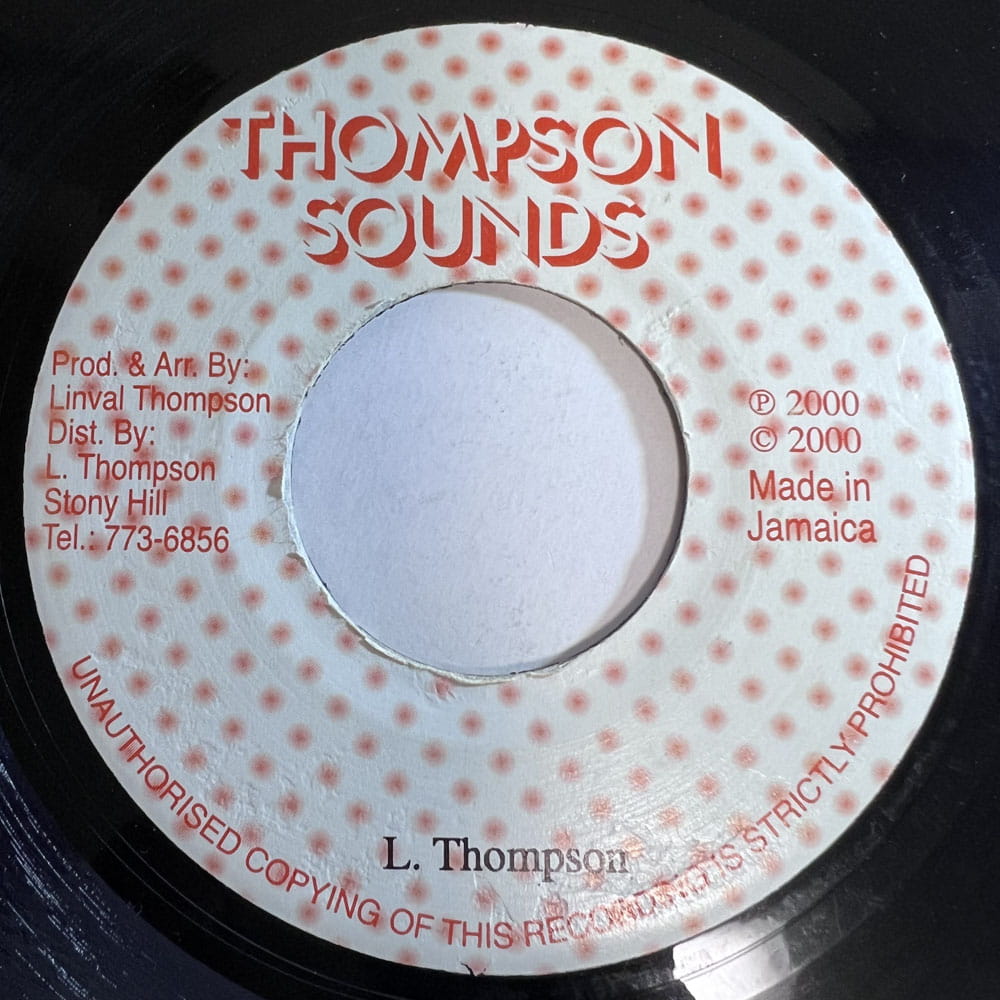 THOMPSON
SOUNDS
Prod. & Arr. By:
Linval Thompson
Dist. By:
L. Thompson
Stony Hill
Tel.: 773-6856
℗ 2000
© 2000
Made in
Jamaica
L. Thompson
UNAUTHORISED COPYING OF THIS RECORDING IS STRICTLY PROHIBITED